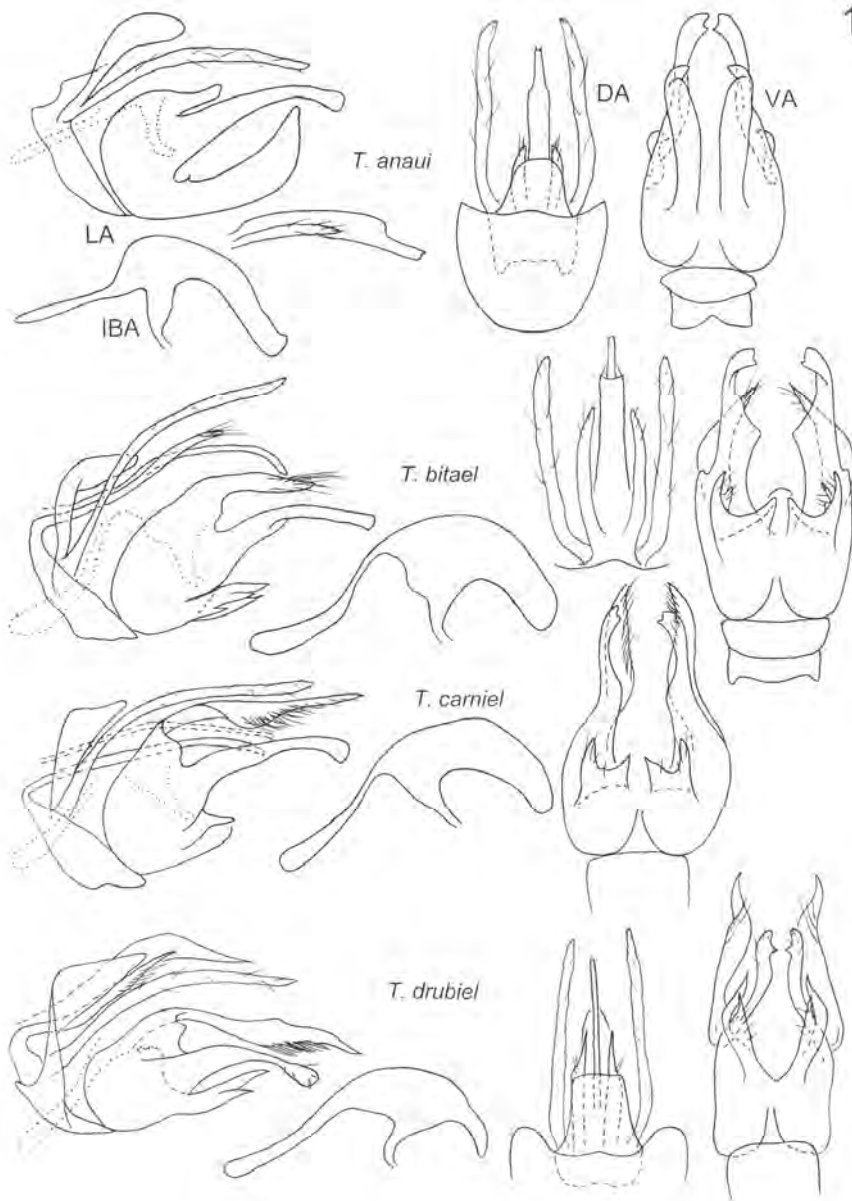 1
DA
VA
T. anaui
LA
IBA
T. bitael
T. carniel
T. drubiel